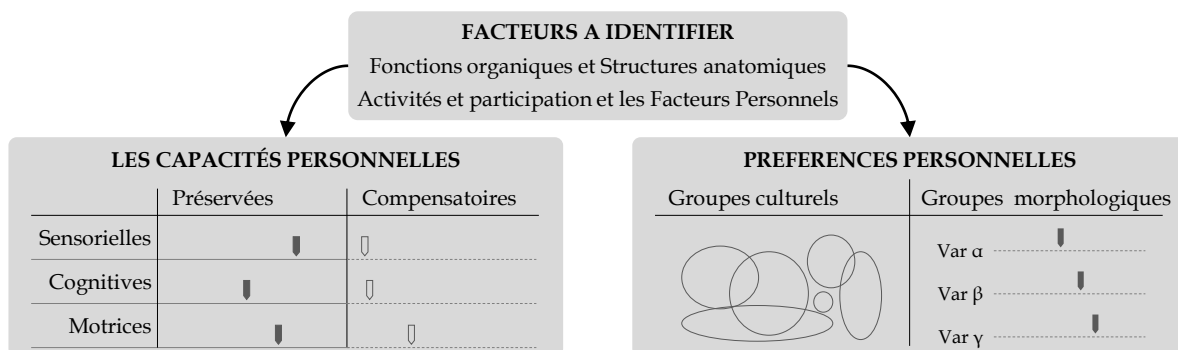 FACTEURS A IDENTIFIER
Fonctions organiques et Structures anatomiques
Activités et participation et les Facteurs Personnels
LES CAPACITÉS PERSONNELLES
Préservées Compensatoires
Sensorielles
Cognitives
Motrices
PREFERENCES PERSONNELLES
Groupes culturels Groupes morphologiques
Var α
Var β
Var γ